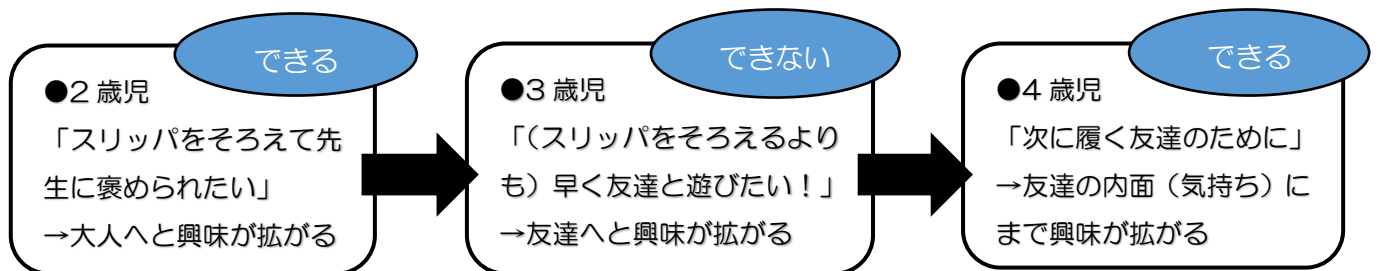 できる
●2 歳児
「スリッパをそろえて先
生に褒められたい」
→大人へと興味が拡がる
できない
●3 歳児
「（スリッパをそろえるより
も）早く友達と遊びたい！」
→友達へと興味が拡がる
できる
●4 歳児
「次に履く友達のために」
→友達の内面（気持ち）に
まで興味が拡がる